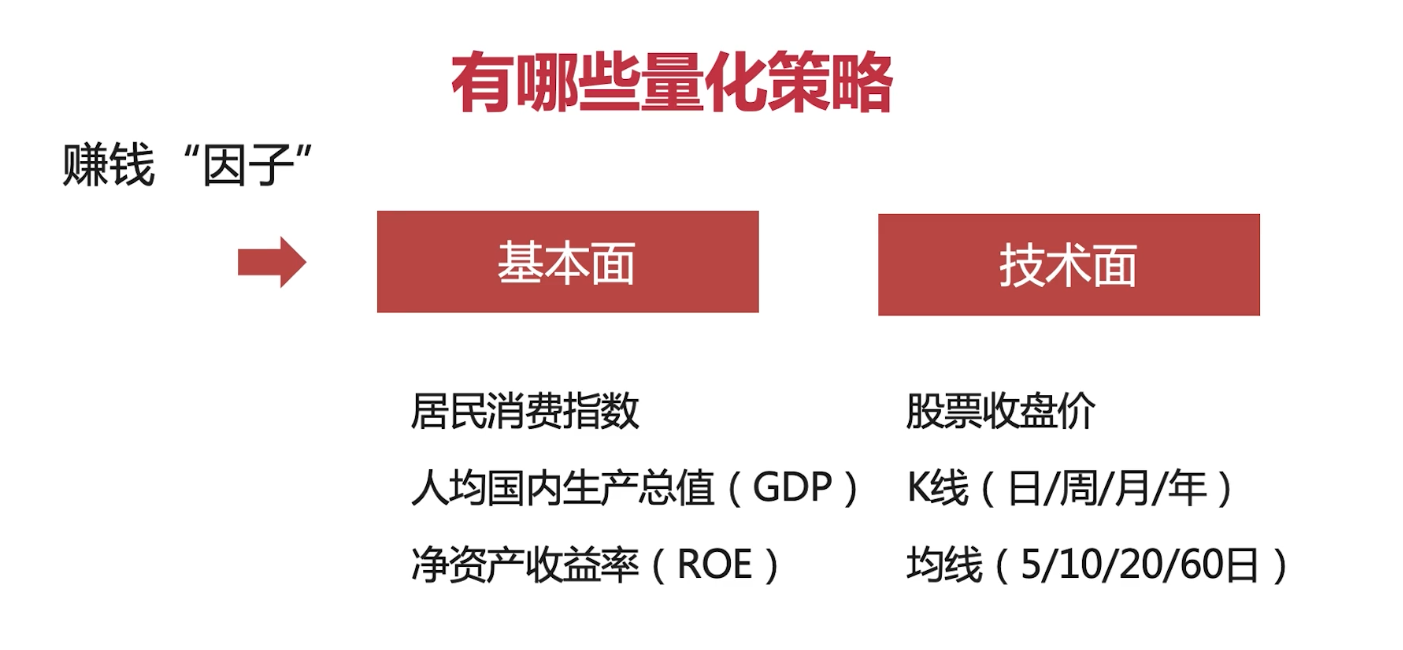 有哪些量化策略
赚钱“因子”
基本面
技术面
居民消费指数
人均国内生产总值（GDP）
净资产收益率（ROE）
股票收盘价
K线（日/周/月/年）
均线（5/10/20/60日）